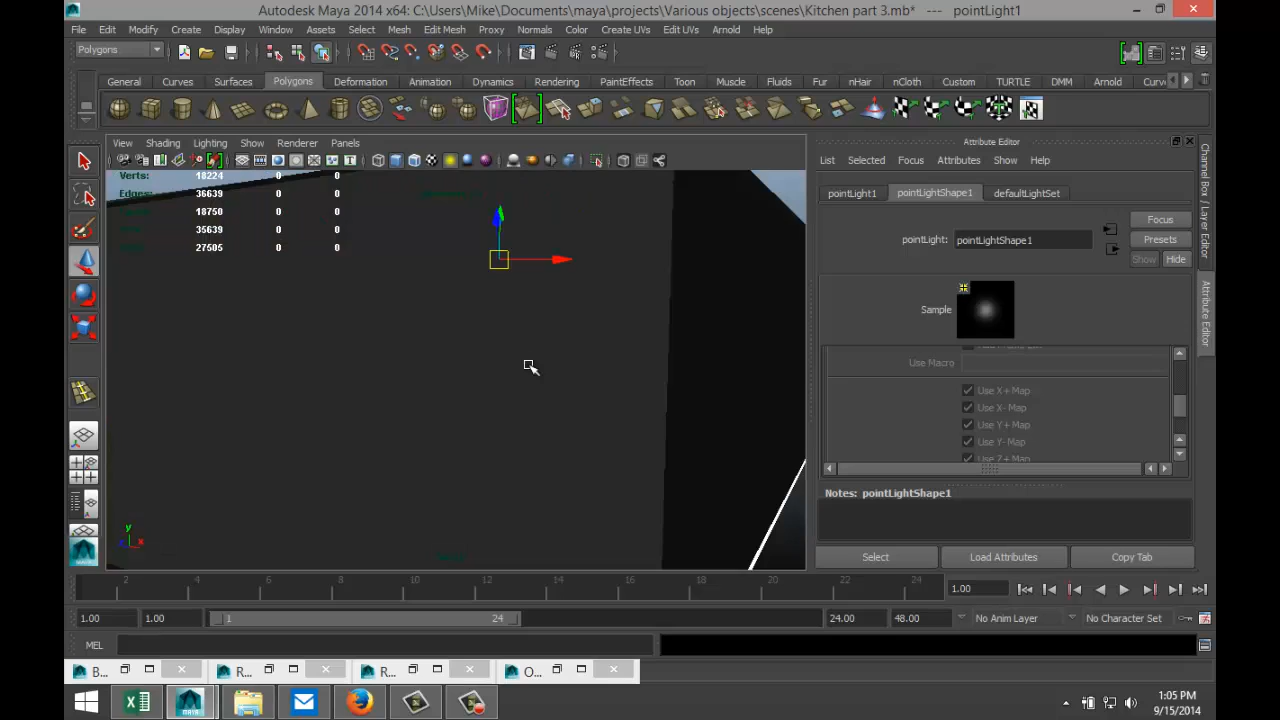 Autodesk Maya 2014 x64: C:\Users\Mike\Documents\maya\projects\Various objects\scenes\Kitchen part 3.mb* --- pointLight1
File Edit Modify Create Display Window Assets Select Mesh Edit Mesh Proxy Normals Color Create UVs Edit UVs Arnold Help
Polygons
General Curves Surfaces Polygons Deformation Animation Dynamics Rendering PaintEffects Toon Muscle Fluids Fur nHair nCloth Custom TURTLE DMM Arnold
View Shading Lighting Show Renderer Panels
Attribute Editor
List Selected Focus Attributes Show Help
Verts: 18224 0 0
Edges: 36639 0 0
18750 0 0
35639 0 0
27505 0 0
pointLight1 pointLightShape1 defaultLightSet
Focus
pointLight: pointLightShape1
Presets
Show Hide
Sample
Use Macro
Use X+ Map
Use X- Map
Use Y+ Map
Use Y- Map
Use Z+ Map
Notes: pointLightShape1
Select Load Attributes Copy Tab
Channel Box / Layer Editor
Attribute Editor
y
x
2 4 6 8 10 12 14 16 18 20 22 24
1.00
1.00 1.00 1 24 24.00 48.00 No Anim Layer No Character Set
MEL
B... R... R... O...
1:05 PM
9/15/2014